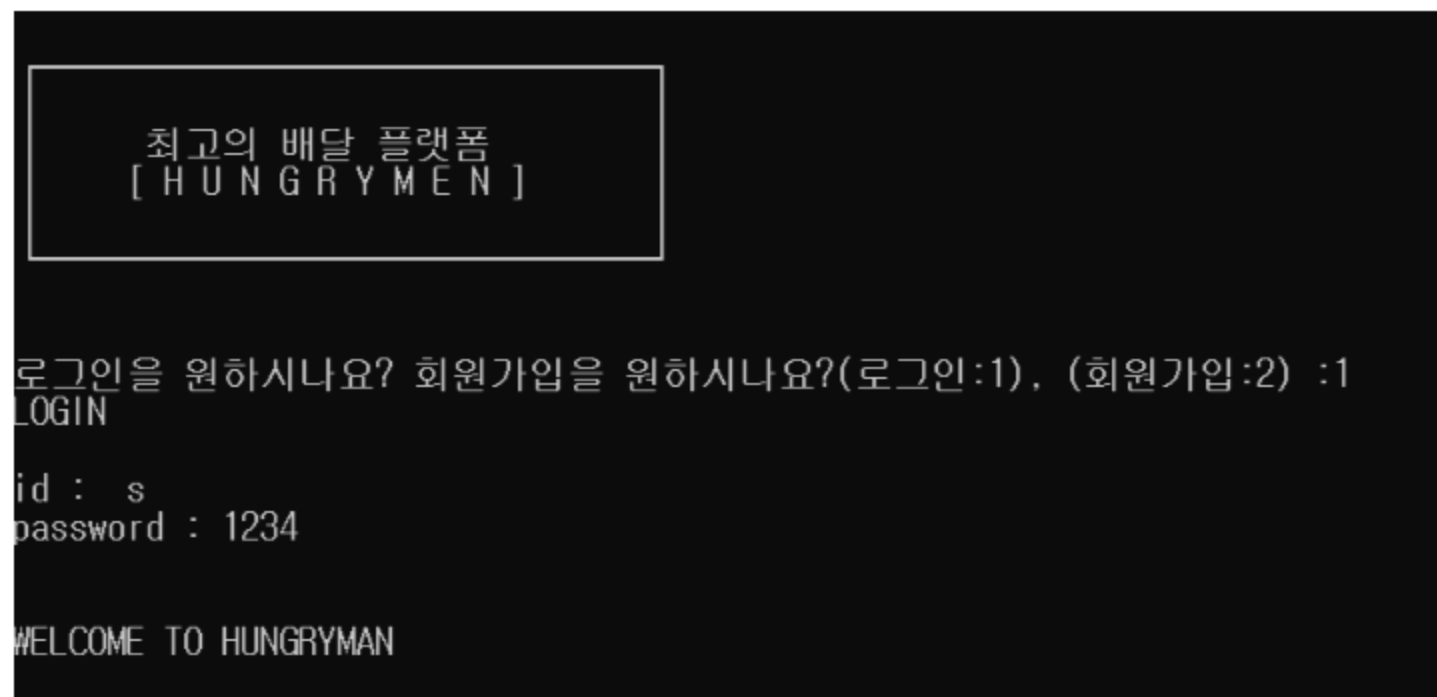 최고의 배달 플랫폼
[ H U N G R Y M E N ]
로그인을 원하시나요? 회원가입을 원하시나요?(로그인:1), (회원가입:2) :1
LOGIN
id :  s
password : 1234
WELCOME TO HUNGRYMAN